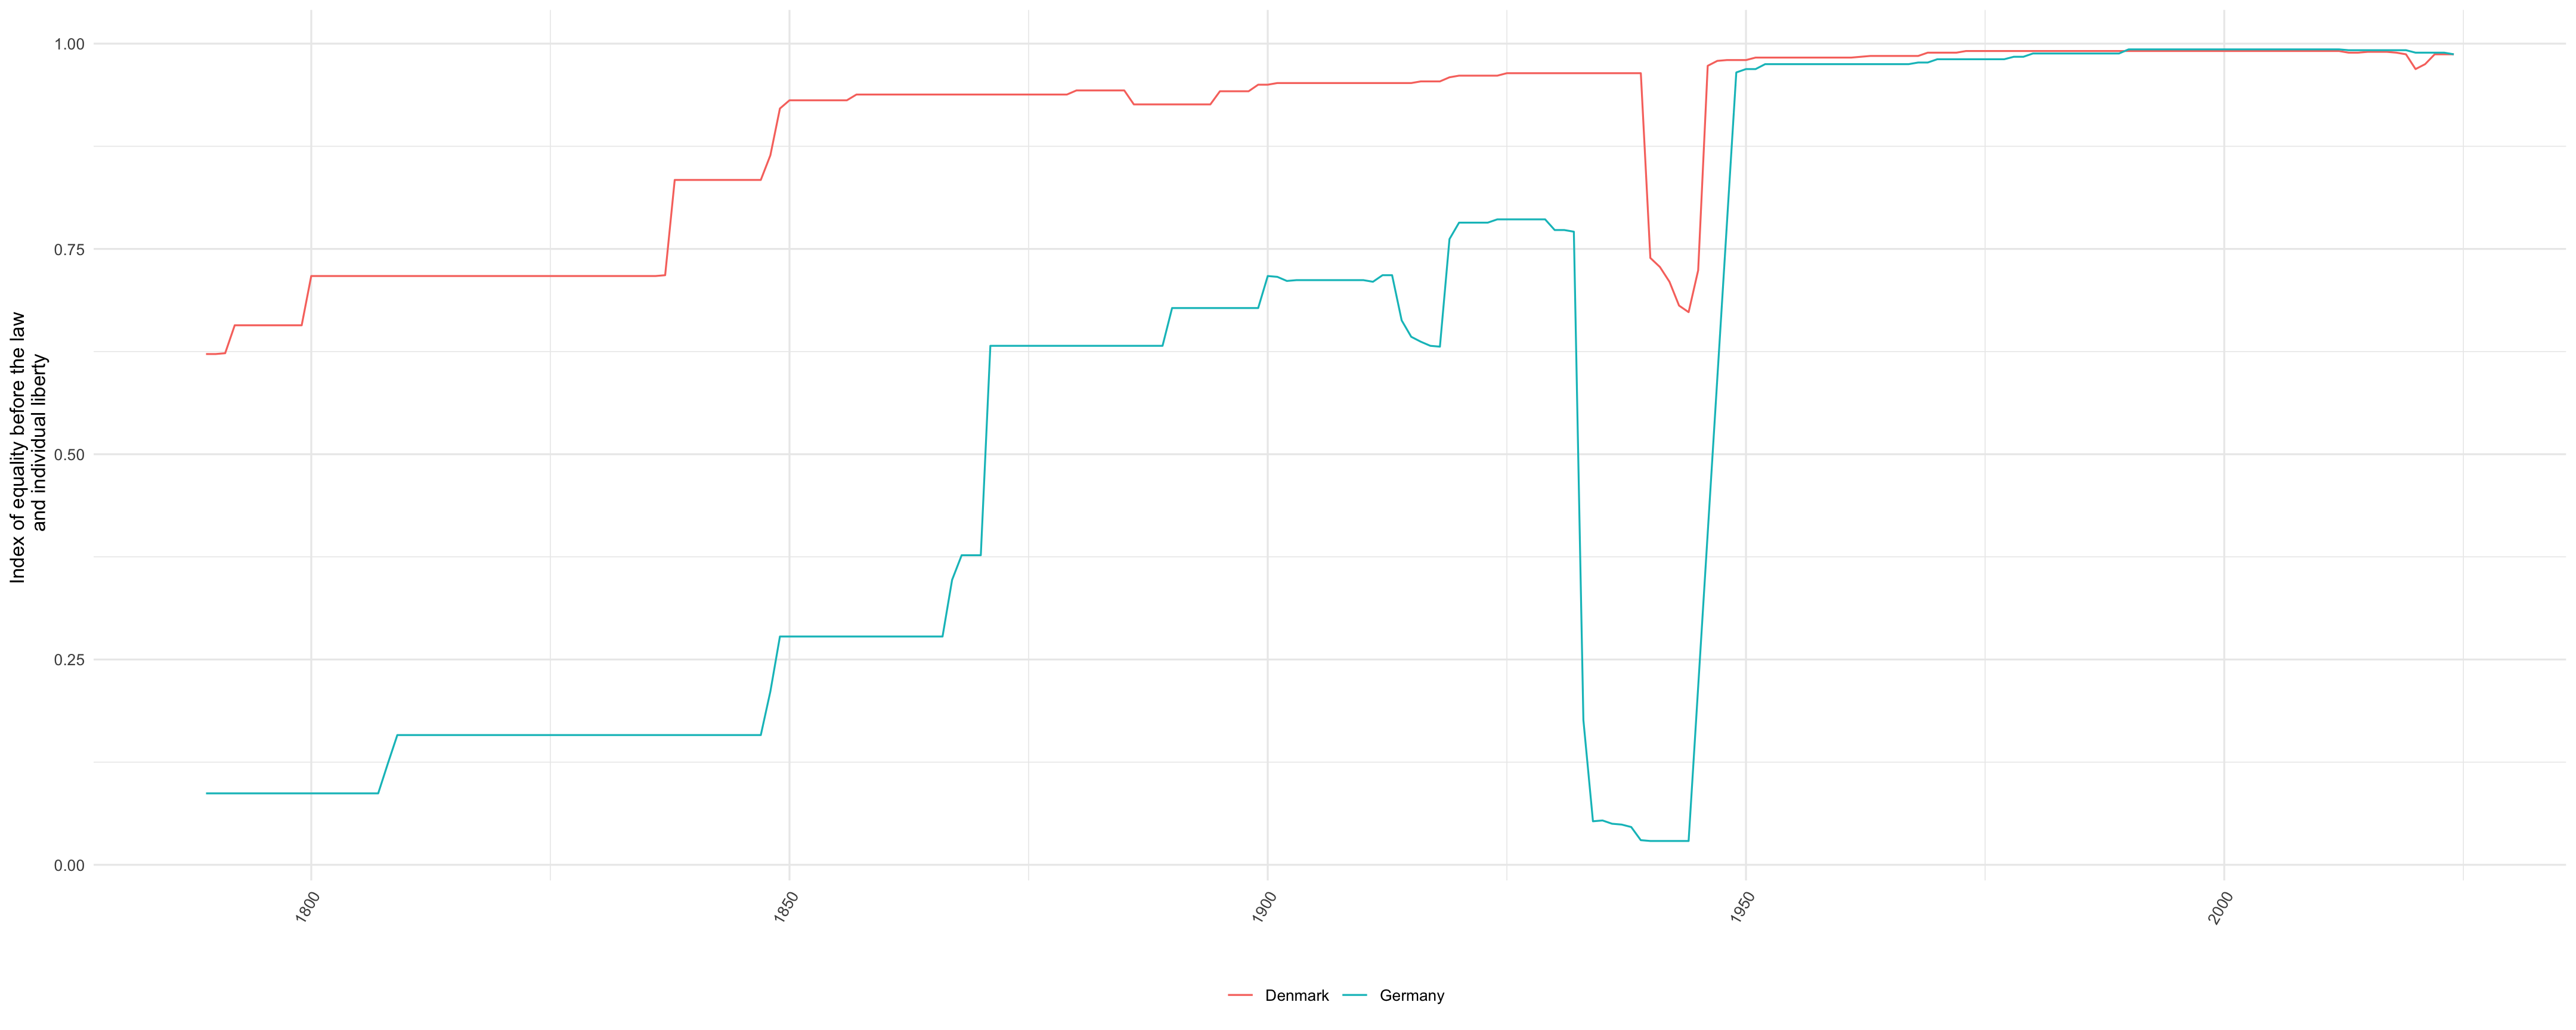 Index of equality before the law
and individual liberty
1.00
0.75
0.50
0.25
0.00
1800
1850
1900
1950
2000
Denmark
Germany